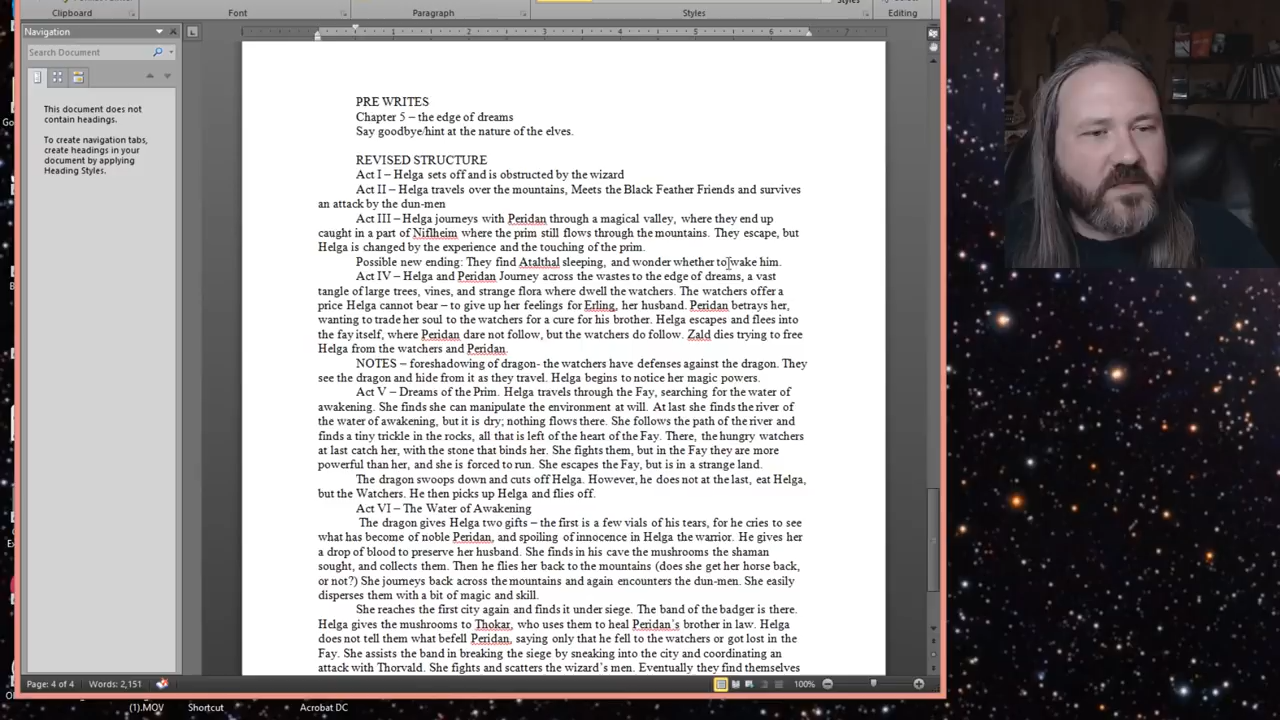 Clipboard
Font
Paragraph
Styles
Styles
Editing
Navigation
Search Document
This document does not
contain headings.
To create navigation tabs,
create headings in your
document by applying
Heading Styles.
1 2 3 4 5 6 7
PRE WRITES
Chapter 5 – the edge of dreams
Say goodbye/hint at the nature of the elves.
REVISED STRUCTURE
Act I – Helga sets off and is obstructed by the wizard
Act II – Helga travels over the mountains, Meets the Black Feather Friends and survives
an attack by the dun-men
Act III – Helga journeys with Peridan through a magical valley, where they end up
caught in a part of Niflheim where the prim still flows through the mountains. They escape, but
Helga is changed by the experience and the touching of the prim.
Possible new ending: They find Atalthal sleeping, and wonder whether to wake him.
Act IV – Helga and Peridan Journey across the wastes to the edge of dreams, a vast
tangle of large trees, vines, and strange flora where dwell the watchers. The watchers offer a
price Helga cannot bear – to give up her feelings for Erling, her husband. Peridan betrays her,
wanting to trade her soul to the watchers for a cure for his brother. Helga escapes and flees into
the fay itself, where Peridan dare not follow, but the watchers do follow. Zald dies trying to free
Helga from the watchers and Peridan.
NOTES – foreshadowing of dragon- the watchers have defenses against the dragon. They
see the dragon and hide from it as they travel. Helga begins to notice her magic powers.
Act V – Dreams of the Prim. Helga travels through the Fay, searching for the water of
awakening. She finds she can manipulate the environment at will. At last she finds the river of
the water of awakening, but it is dry; nothing flows there. She follows the path of the river and
finds a tiny trickle in the rocks, all that is left of the heart of the Fay. There, the hungry watchers
at last catch her, with the stone that binds her. She fights them, but in the Fay they are more
powerful than her, and she is forced to run. She escapes the Fay, but is in a strange land.
The dragon swoops down and cuts off Helga. However, he does not at the last, eat Helga,
but the Watchers. He then picks up Helga and flies off.
Act VI – The Water of Awakening
The dragon gives Helga two gifts – the first is a few vials of his tears, for he cries to see
what has become of noble Peridan, and spoiling of innocence in Helga the warrior. He gives her
a drop of blood to preserve her husband. She finds in his cave the mushrooms the shaman
sought, and collects them. Then he flies her back to the mountains (does she get her horse back,
or not?) She journeys back across the mountains and again encounters the dun-men. She easily
disperses them with a bit of magic and skill.
She reaches the first city again and finds it under siege. The band of the badger is there.
Helga gives the mushrooms to Thokar, who uses them to heal Peridan's brother in law. Helga
does not tell them what befell Peridan, saying only that he fell to the watchers or got lost in the
Fay. She assists the band in breaking the siege by sneaking into the city and coordinating an
attack with Thorvald. She fights and scatters the wizard's men. Eventually they find themselves
Page: 4 of 4
Words: 2,151
100%
(1).MOV
Shortcut
Acrobat DC